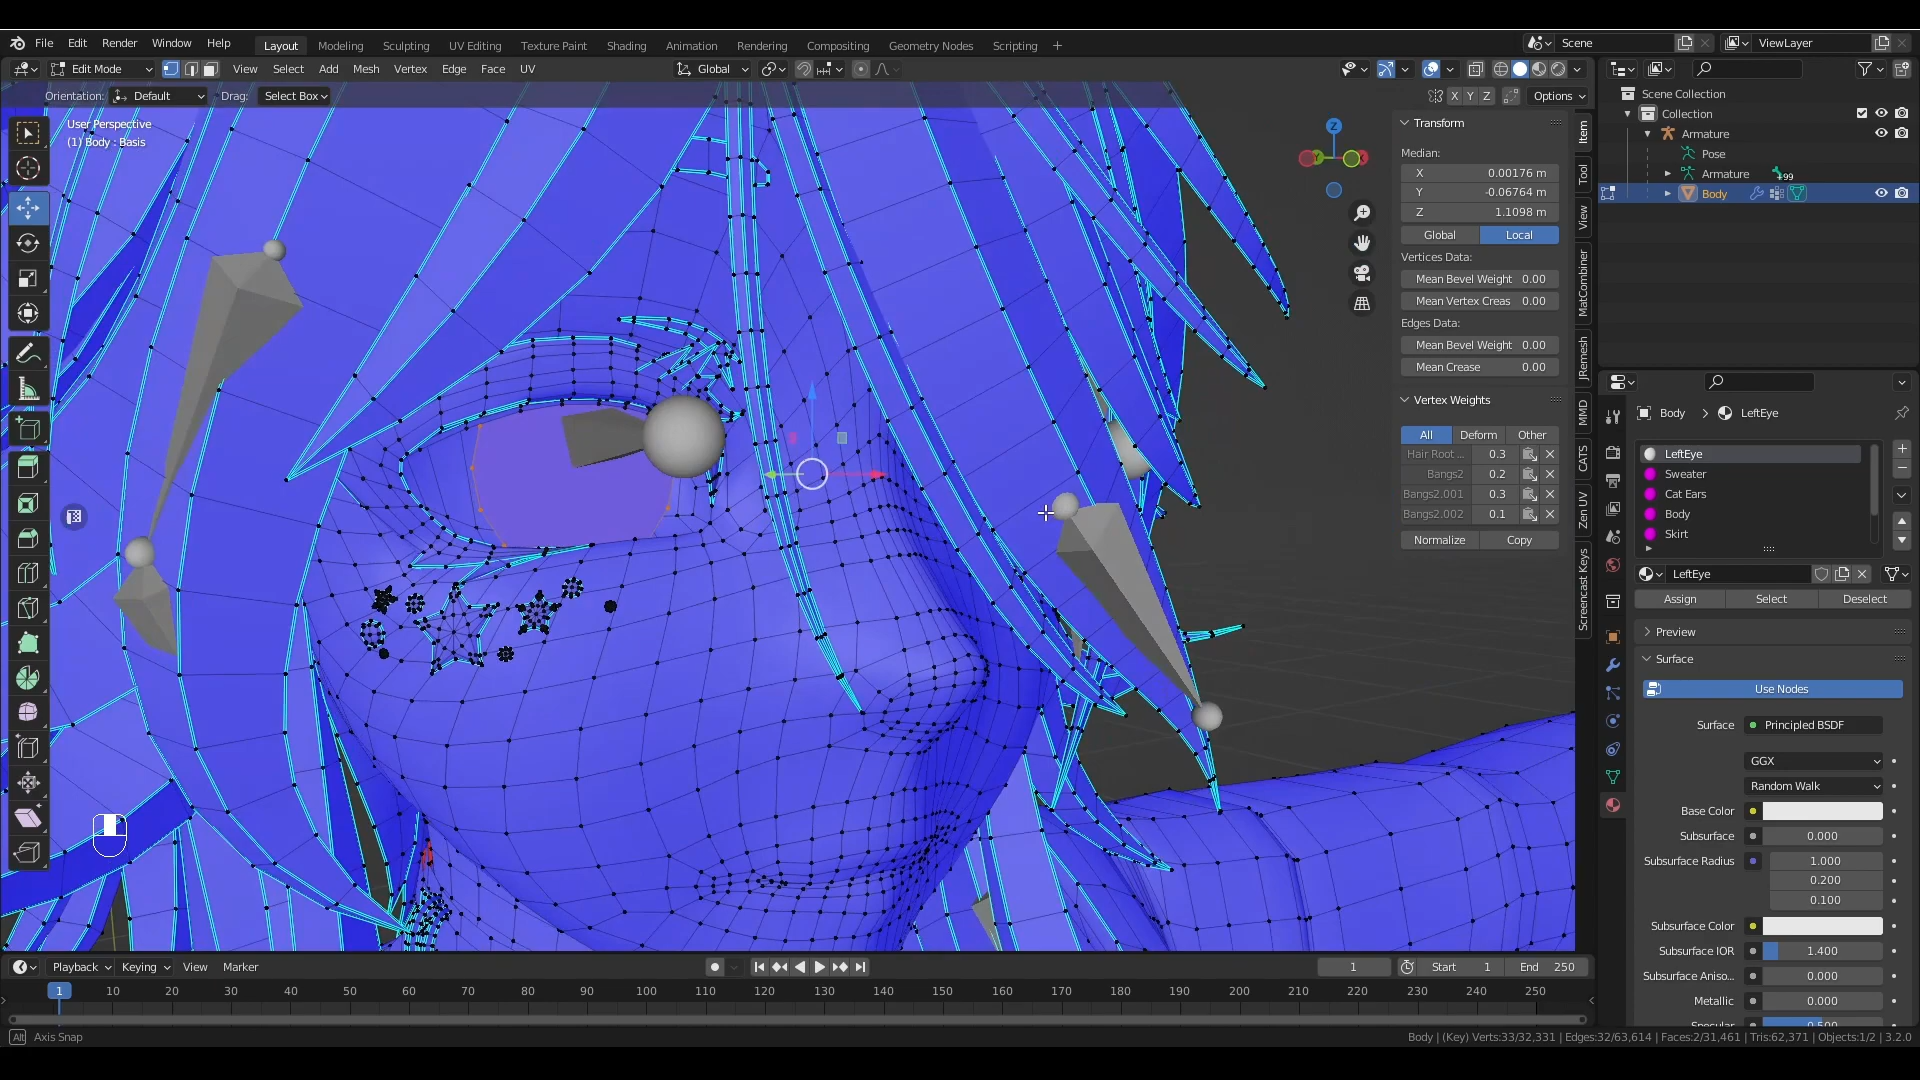 File Edit Render Window Help Layout Modeling Sculpting UV Editing Texture Paint Shading Animation Rendering Compositing Geometry Nodes Scripting + Scene ViewLayer
Edit Mode View Select Add Mesh Vertex Edge Face UV Global
Orientation: Default Drag: Select Box X Y Z Options
User Perspective
(1) Body : Basis
Z
Y
Transform
Median:
X 0.00176 m
Y -0.06764 m
Z 1.1098 m
Global Local
Vertices Data:
Mean Bevel Weight 0.00
Mean Vertex Creas 0.00
Edges Data:
Mean Bevel Weight 0.00
Mean Crease 0.00
Vertex Weights
All Deform Other
Hair Root ... 0.3
Bangs2 0.2
Bangs2.001 0.3
Bangs2.002 0.1
Normalize Copy
Item
Tool
View
MatCombiner
JRemesh
MMD
CATS
Zen UV
Screencast Keys
Scene Collection
Collection
Armature
Pose
Armature 99
Body
Body > LeftEye
LeftEye
Sweater
Cat Ears
Body
Skirt
LeftEye
Assign Select Deselect
Preview
Surface
Use Nodes
Surface Principled BSDF
GGX
Random Walk
Base Color
Subsurface 0.000
Subsurface Radius 1.000
0.200
0.100
Subsurface Color
Subsurface IOR 1.400
Subsurface Aniso... 0.000
Metallic 0.000
Specular 0.500
Playback Keying View Marker 1 Start 1 End 250
1 10 20 30 40 50 60 70 80 90 100 110 120 130 140 150 160 170 180 190 200 210 220 230 240 250
Alt Axis Snap Body | (Key) Verts:33/32,331 | Edges:32/63,614 | Faces:2/31,461 | Tris:62,371 | Objects:1/2 | 3.2.0